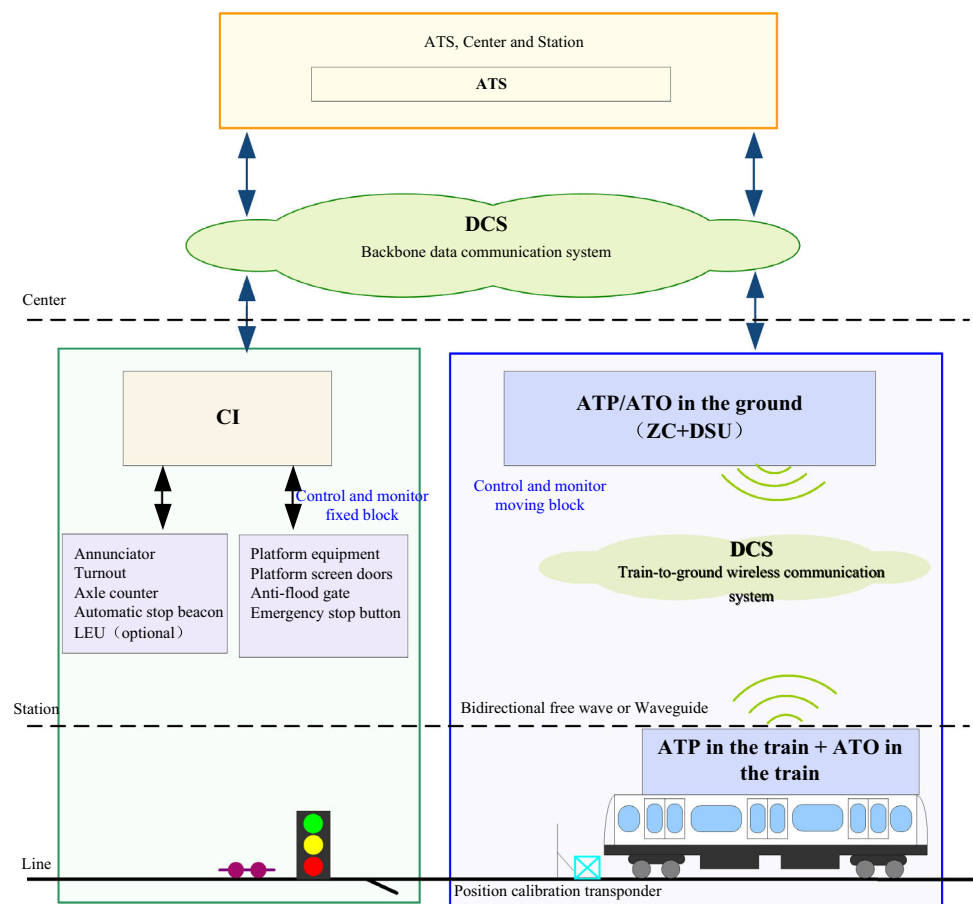 ATS, Center and Station
ATS
DCS
Backbone data communication system
Center
CI
ATP/ATO in the ground
（ZC+DSU）
Control and monitor
fixed block
Control and monitor
moving block
Annunciator
Turnout
Axle counter
Automatic stop beacon
LEU（optional）
Platform equipment
Platform screen doors
Anti-flood gate
Emergency stop button
DCS
Train-to-ground wireless communication
system
Station
Bidirectional free wave or Waveguide
ATP in the train + ATO in
the train
Line
Position calibration transponder